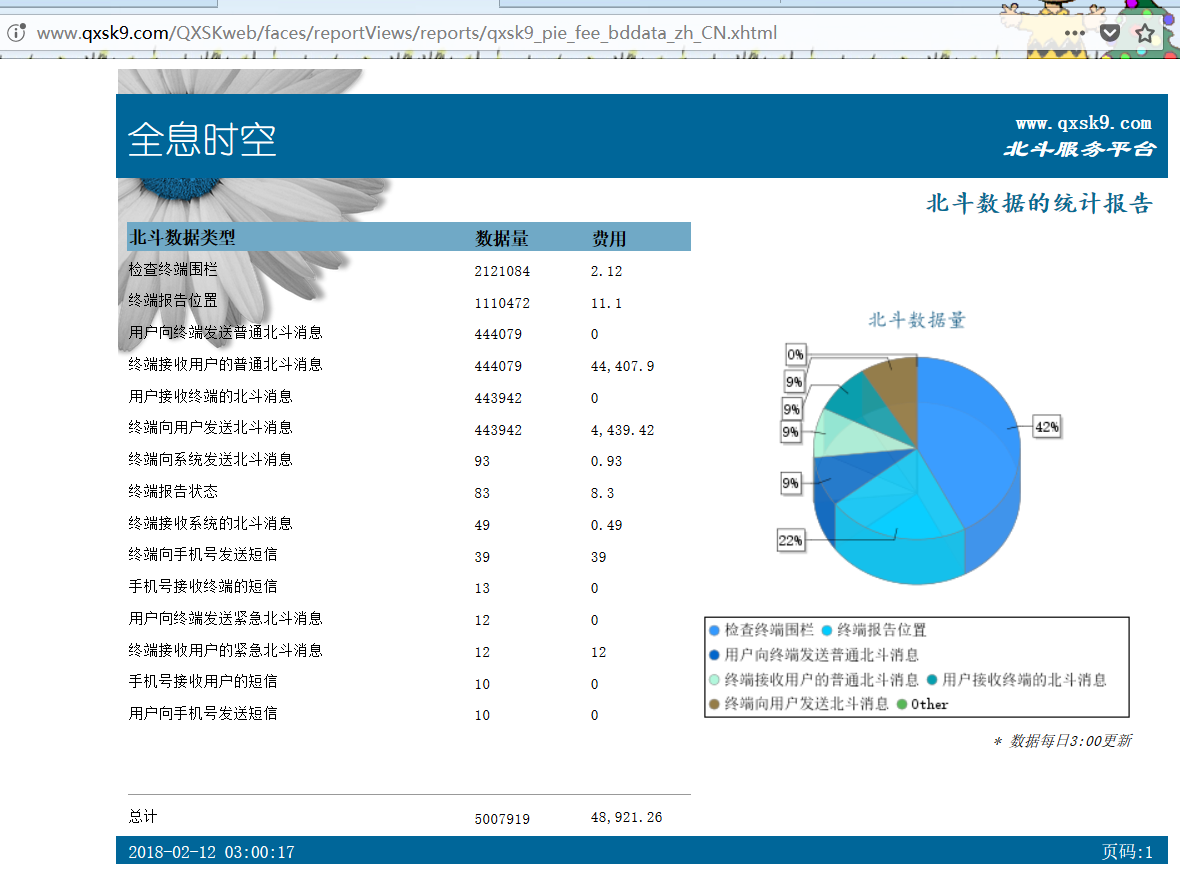 www.qxsk9.com/QXSKweb/faces/reportViews/reports/qxsk9_pie_fee_bddata_zh_CN.xhtml
全息时空
www.qxsk9.com
北斗服务平台
北斗数据的统计报告
北斗数据类型 数据量 费用
检查终端围栏 2121084 2.12
终端报告位置 1110472 11.1
用户向终端发送普通北斗消息 444079 0
终端接收用户的普通北斗消息 444079 44,407.9
用户接收终端的北斗消息 443942 0
终端向用户发送北斗消息 443942 4,439.42
终端向系统发送北斗消息 93 0.93
终端报告状态 83 8.3
终端接收系统的北斗消息 49 0.49
终端向手机号发送短信 39 39
手机号接收终端的短信 13 0
用户向终端发送紧急北斗消息 12 0
终端接收用户的紧急北斗消息 12 12
手机号接收用户的短信 10 0
用户向手机号发送短信 10 0
总计 5007919 48,921.26
北斗数据量
0%
9%
9%
9%
42%
9%
22%
检查终端围栏 终端报告位置
用户向终端发送普通北斗消息
终端接收用户的普通北斗消息 用户接收终端的北斗消息
终端向用户发送北斗消息 Other
* 数据每日3:00更新
2018-02-12 03:00:17 页码:1